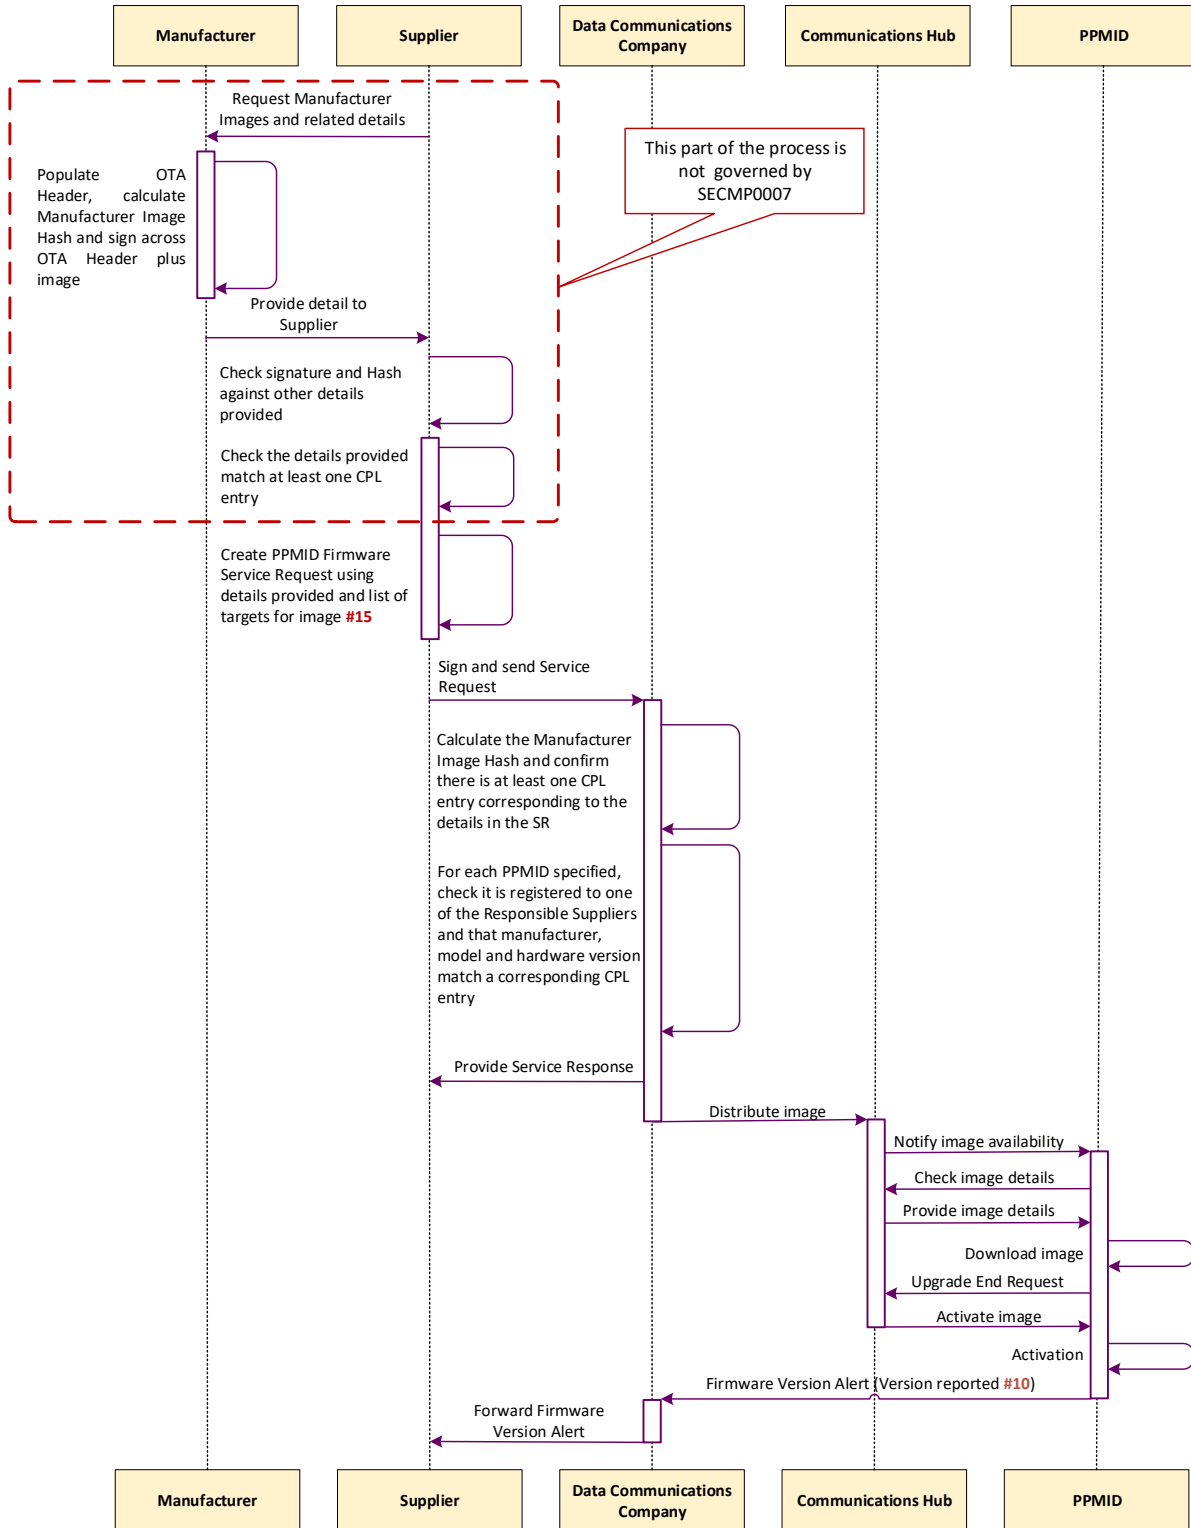 Manufacturer
Supplier
Data Communications
Company
Communications Hub
PPMID
Request Manufacturer
Images and related details
This part of the process is
not governed by
SECMP0007
Populate OTA
Header, calculate
Manufacturer Image
Hash and sign across
OTA Header plus
image
Provide detail to
Supplier
Check signature and Hash
against other details
provided
Check the details provided
match at least one CPL
entry
Create PPMID Firmware
Service Request using
details provided and list of
targets for image #15
Sign and send Service
Request
Calculate the Manufacturer
Image Hash and confirm
there is at least one CPL
entry corresponding to the
details in the SR
For each PPMID specified,
check it is registered to one
of the Responsible Suppliers
and that manufacturer,
model and hardware version
match a corresponding CPL
entry
Provide Service Response
Distribute image
Notify image availability
Check image details
Provide image details
Download image
Upgrade End Request
Activate image
Activation
Firmware Version Alert (Version reported #10)
Forward Firmware
Version Alert
Manufacturer
Supplier
Data Communications
Company
Communications Hub
PPMID